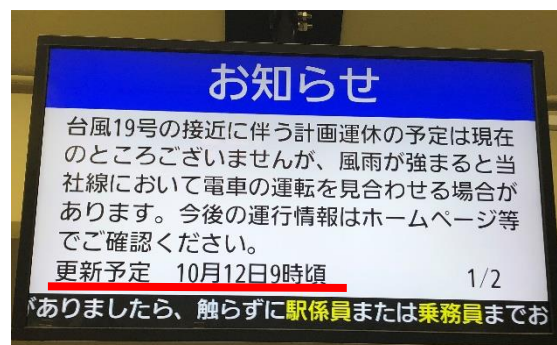 お知らせ
台風19号の接近に伴う計画運休の予定は現在
のところございませんが、風雨が強まると当
社線において電車の運転を見合わせる場合が
あります。今後の運行情報はホームページ等
でご確認ください。
更新予定 10月12日9時頃 1/2
がありましたら、触らずに駅係員または乗務員までお